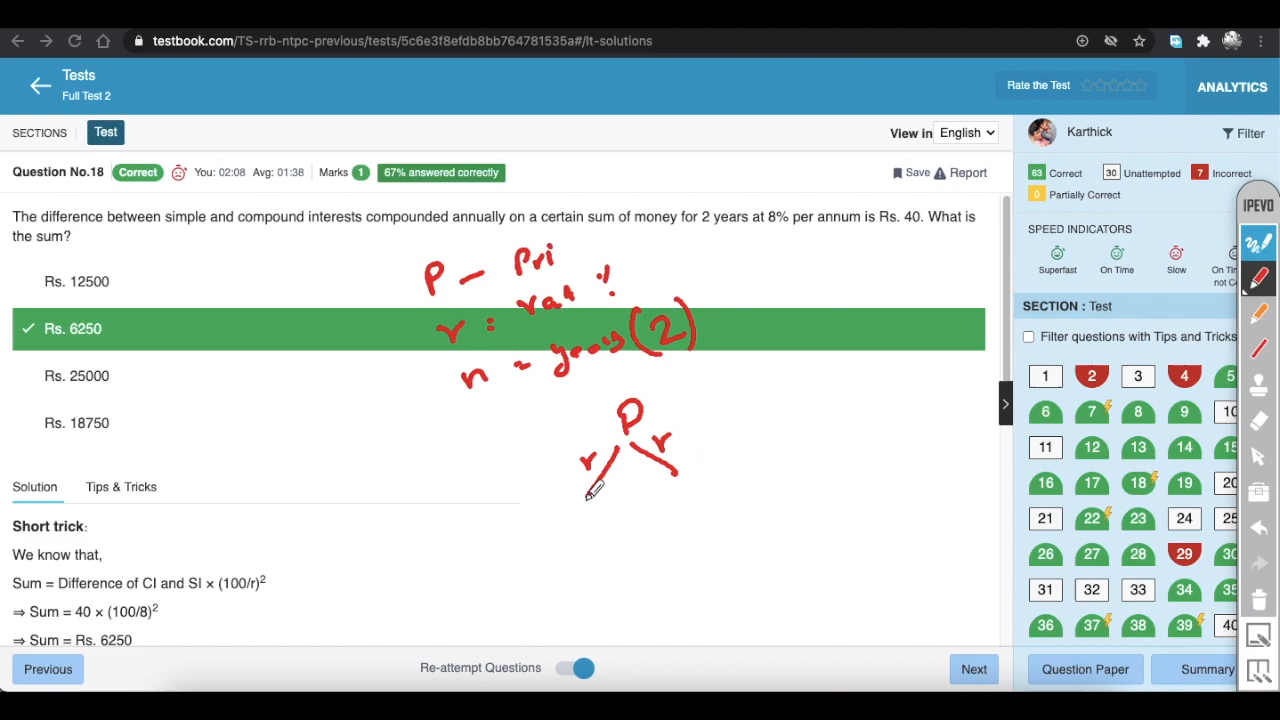 testbook.com/TS-rrb-ntpc-previous/tests/5c6e3f8efdb8bb764781535a#/lt-solutions
Tests
Full Test 2
Rate the Test
ANALYTICS
SECTIONS Test
View in English
Karthick
Filter
Question No.18 Correct You: 02:08 Avg: 01:38 Marks 1 67% answered correctly
Save Report
63 Correct 30 Unattempted 7 Incorrect
0 Partially Correct
The difference between simple and compound interests compounded annually on a certain sum of money for 2 years at 8% per annum is Rs. 40. What is
the sum?
IPEVO
SPEED INDICATORS
Superfast On Time Slow On Tim
not Co
Rs. 12500
Rs. 6250
Rs. 25000
Rs. 18750
P - Pri
r :
n = years (2)
P
r r
SECTION : Test
Filter questions with Tips and Tricks
1 2 3 4 5
6 7 8 9 10
11 12 13 14 15
16 17 18 19 20
21 22 23 24 25
26 27 28 29 30
31 32 33 34 35
36 37 38 39 40
Solution Tips & Tricks
Short trick:
We know that,
Sum = Difference of CI and SI × (100/r)²
⇒ Sum = 40 × (100/8)²
⇒ Sum = Rs. 6250
Previous
Re-attempt Questions
Next
Question Paper
Summary